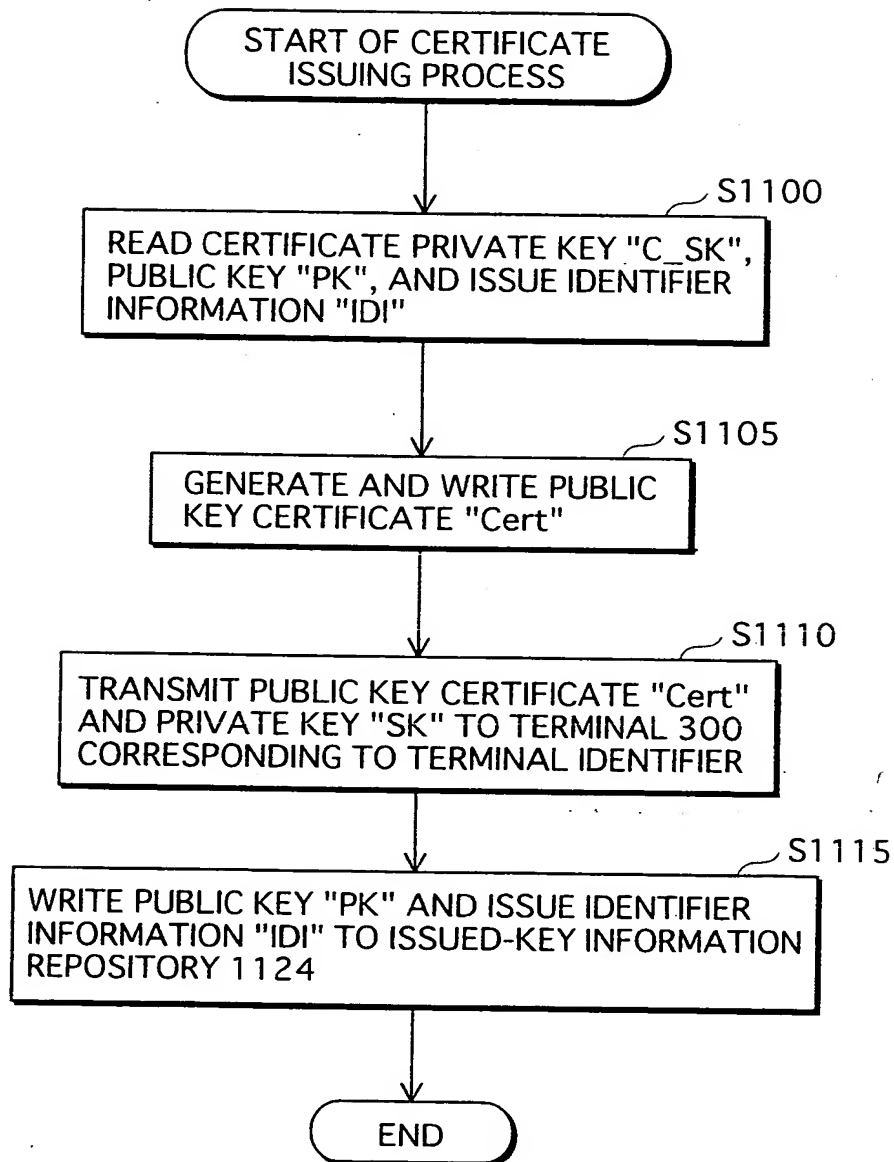 START OF CERTIFICATE
ISSUING PROCESS
S1100
READ CERTIFICATE PRIVATE KEY "C_SK",
PUBLIC KEY "PK", AND ISSUE IDENTIFIER
INFORMATION "IDI"
S1105
GENERATE AND WRITE PUBLIC
KEY CERTIFICATE "Cert"
S1110
TRANSMIT PUBLIC KEY CERTIFICATE "Cert"
AND PRIVATE KEY "SK" TO TERMINAL 300
CORRESPONDING TO TERMINAL IDENTIFIER
S1115
WRITE PUBLIC KEY "PK" AND ISSUE IDENTIFIER
INFORMATION "IDI" TO ISSUED-KEY INFORMATION
REPOSITORY 1124
END